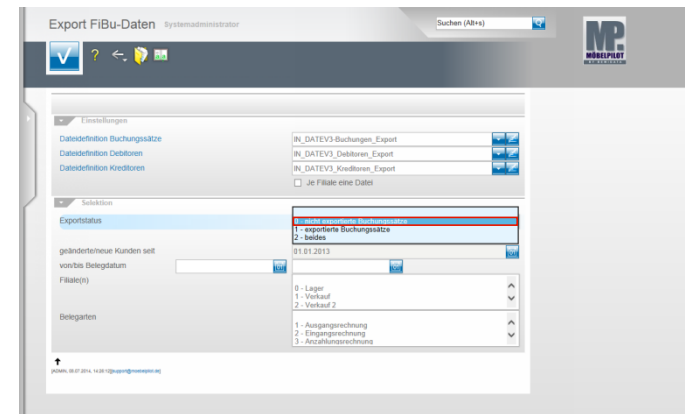 Export FiBu-Daten Systemadministrator
Suchen (Alt+s)
MP.
MÖBELPILOT
?
Einstellungen
Dateidefinition Buchungssätze
IN_DATEV3-Buchungen_Export
Dateidefinition Debitoren
IN_DATEV3_Debitoren_Export
Dateidefinition Kreditoren
IN_DATEV3_Kreditoren_Export
Je Filiale eine Datei
Selektion
Exportstatus
0 - nicht exportierte Buchungssätze
1 - exportierte Buchungssätze
2 - beides
geänderte/neue Kunden seit
01.01.2013
von/bis Belegdatum
Filiale(n)
0 - Lager
1 - Verkauf
2 - Verkauf 2
Belegarten
1 - Ausgangsrechnung
2 - Eingangsrechnung
3 - Anzahlungsrechnung